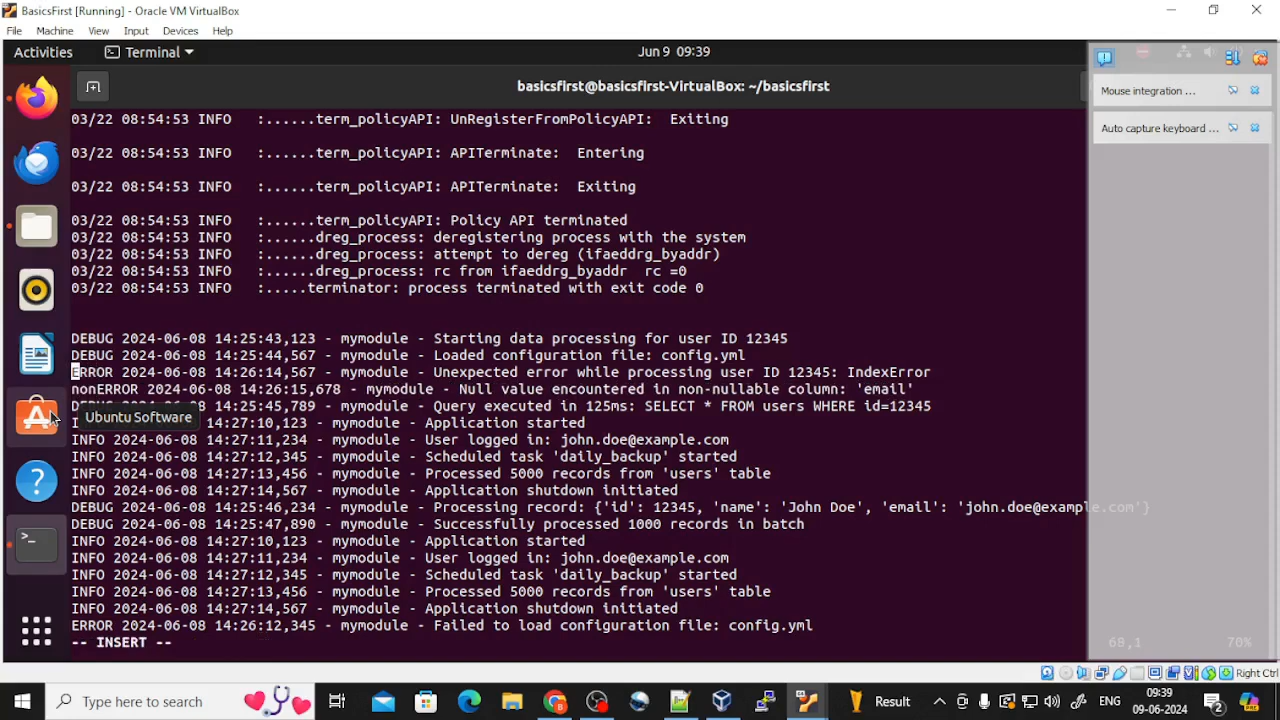 BasicsFirst [Running] - Oracle VM VirtualBox
File Machine View Input Devices Help
Activities Terminal Jun 9 09:39
basicsfirst@basicsfirst-VirtualBox: ~/basicsfirst
Mouse integration ...
Auto capture keyboard ...
03/22 08:54:53 INFO :......term_policyAPI: UnRegisterFromPolicyAPI: Exiting
03/22 08:54:53 INFO :......term_policyAPI: APITerminate: Entering
03/22 08:54:53 INFO :......term_policyAPI: APITerminate: Exiting
03/22 08:54:53 INFO :......term_policyAPI: Policy API terminated
03/22 08:54:53 INFO :......dreg_process: deregistering process with the system
03/22 08:54:53 INFO :......dreg_process: attempt to dereg (ifaeddrg_byaddr)
03/22 08:54:53 INFO :......dreg_process: rc from ifaeddrg_byaddr rc =0
03/22 08:54:53 INFO :.....terminator: process terminated with exit code 0
DEBUG 2024-06-08 14:25:43,123 - mymodule - Starting data processing for user ID 12345
DEBUG 2024-06-08 14:25:44,567 - mymodule - Loaded configuration file: config.yml
ERROR 2024-06-08 14:26:14,567 - mymodule - Unexpected error while processing user ID 12345: IndexError
nonERROR 2024-06-08 14:26:15,678 - mymodule - Null value encountered in non-nullable column: 'email'
DEBUG 2024-06-08 14:25:45,789 - mymodule - Query executed in 125ms: SELECT * FROM users WHERE id=12345
Ubuntu Software
I 14:27:10,123 - mymodule - Application started
INFO 2024-06-08 14:27:11,234 - mymodule - User logged in: john.doe@example.com
INFO 2024-06-08 14:27:12,345 - mymodule - Scheduled task 'daily_backup' started
INFO 2024-06-08 14:27:13,456 - mymodule - Processed 5000 records from 'users' table
INFO 2024-06-08 14:27:14,567 - mymodule - Application shutdown initiated
DEBUG 2024-06-08 14:25:46,234 - mymodule - Processing record: {'id': 12345, 'name': 'John Doe', 'email': 'john.doe@example.com'}
DEBUG 2024-06-08 14:25:47,890 - mymodule - Successfully processed 1000 records in batch
INFO 2024-06-08 14:27:10,123 - mymodule - Application started
INFO 2024-06-08 14:27:11,234 - mymodule - User logged in: john.doe@example.com
INFO 2024-06-08 14:27:12,345 - mymodule - Scheduled task 'daily_backup' started
INFO 2024-06-08 14:27:13,456 - mymodule - Processed 5000 records from 'users' table
INFO 2024-06-08 14:27:14,567 - mymodule - Application shutdown initiated
ERROR 2024-06-08 14:26:12,345 - mymodule - Failed to load configuration file: config.yml
-- INSERT -- 68,1 70%
Right Ctrl
Type here to search Result ENG 09:39
09-06-2024 2